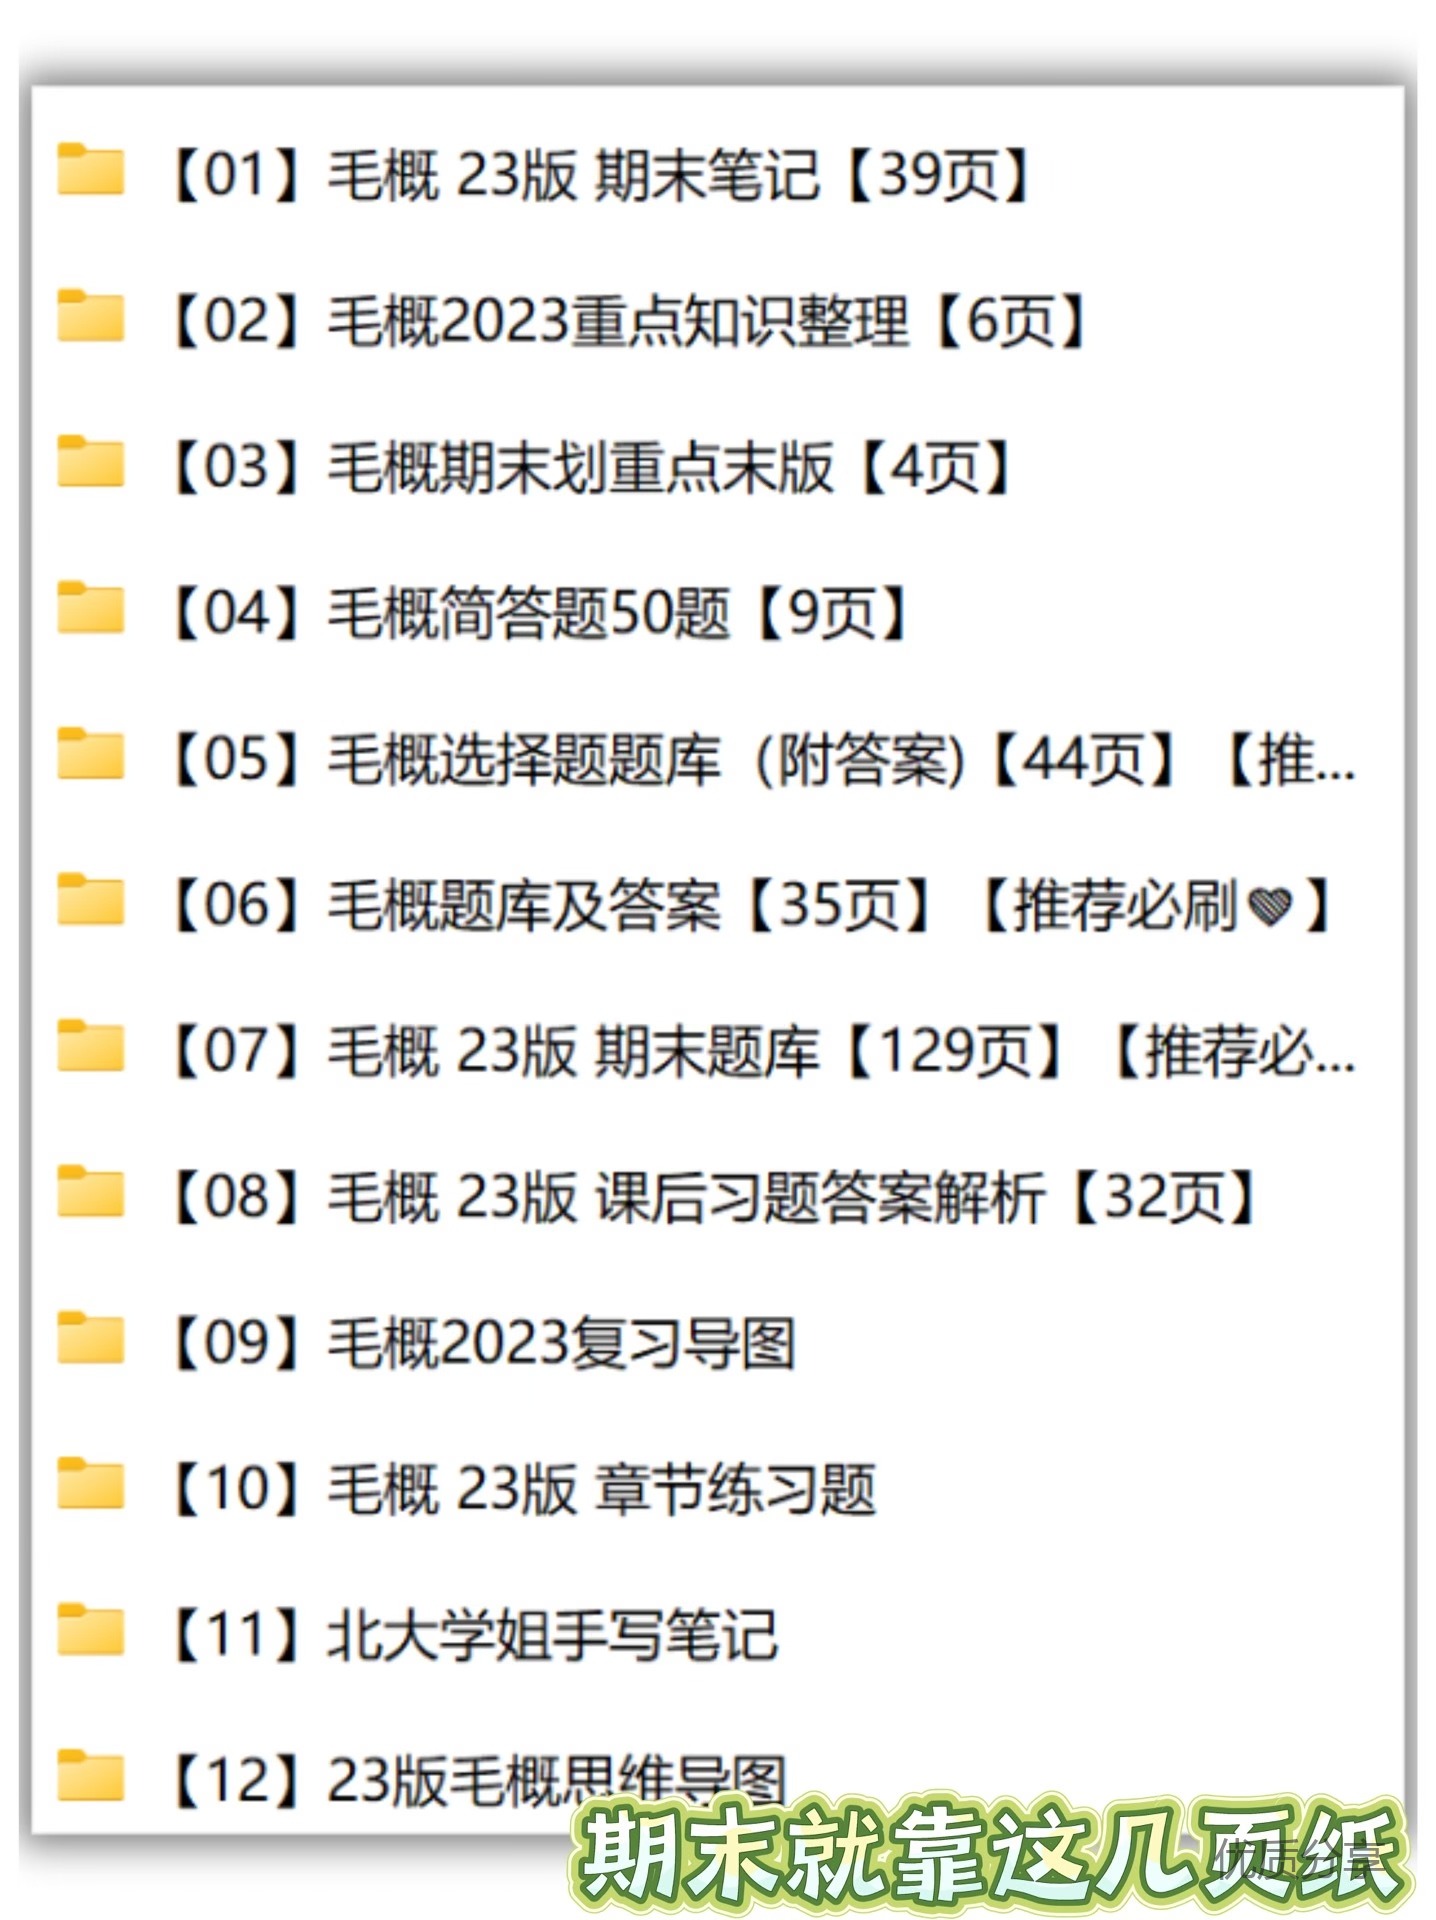 【01】毛概 23版 期末笔记【39页】
【02】毛概2023重点知识整理【6页】
【03】毛概期末划重点末版【4页】
【04】毛概简答题50题【9页】
【05】毛概选择题题库（附答案)【44页】【推...
【06】毛概题库及答案【35页】【推荐必刷】
【07】毛概 23版 期末题库【129页】【推荐必...
【08】毛概 23版 课后习题答案解析【32页】
【09】毛概2023复习导图
【10】毛概 23版 章节练习题
【11】北大学姐手写笔记
【12】23版毛概思维导图
期末就靠这几页纸
优质分享